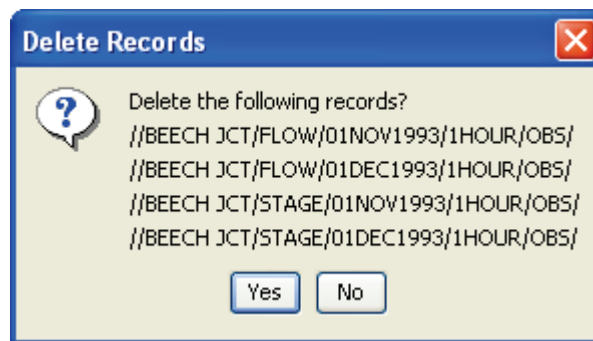 Delete Records
Delete the following records?
//BEECH JCT/FLOW/01NOV1993/1HOUR/OBS/
//BEECH JCT/FLOW/01DEC1993/1HOUR/OBS/
//BEECH JCT/STAGE/01NOV1993/1HOUR/OBS/
//BEECH JCT/STAGE/01DEC1993/1HOUR/OBS/
Yes No